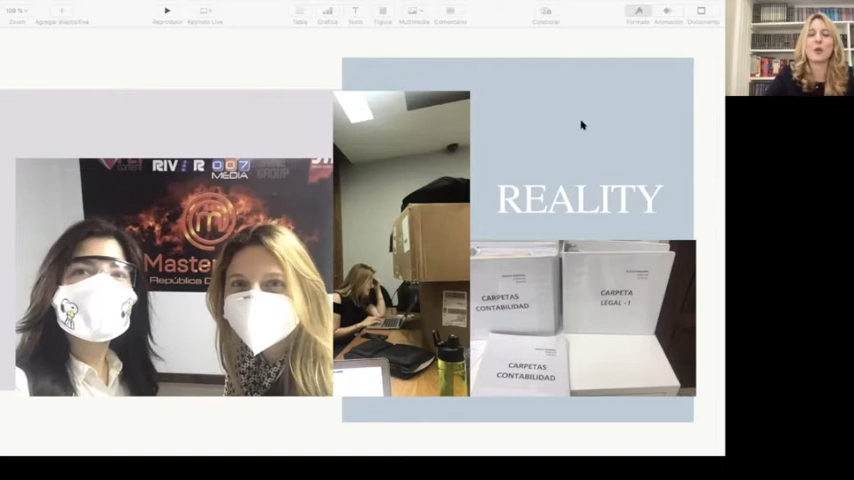 Zoom
Agregar diapositiva
Reproducir
Keynote Live
Tabla
Gráfica
Texto
Figura
Multimedia
Comentario
Colaborar
Formato
Animación
Documento
RIV R 007
MEDIA
GROUP
Master
República D
REALITY
CARPETAS
CONTABILIDAD
CARPETA
LEGAL - I
CARPETAS
CONTABILIDAD